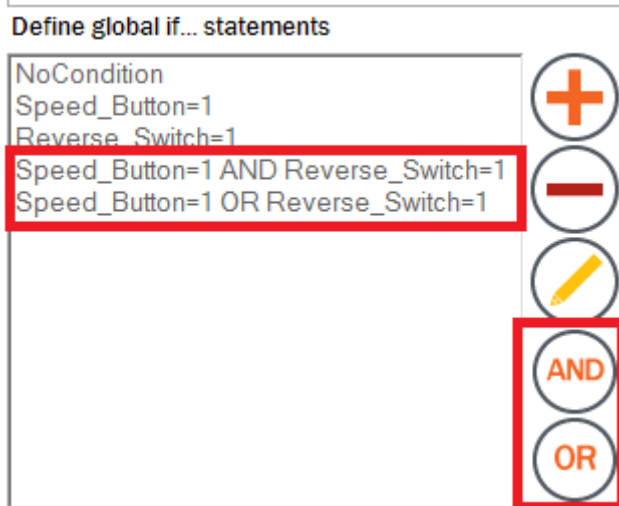 Define global if... statements
NoCondition
Speed_Button=1
Reverse_Switch=1
Speed_Button=1 AND Reverse_Switch=1
Speed_Button=1 OR Reverse_Switch=1
AND
OR